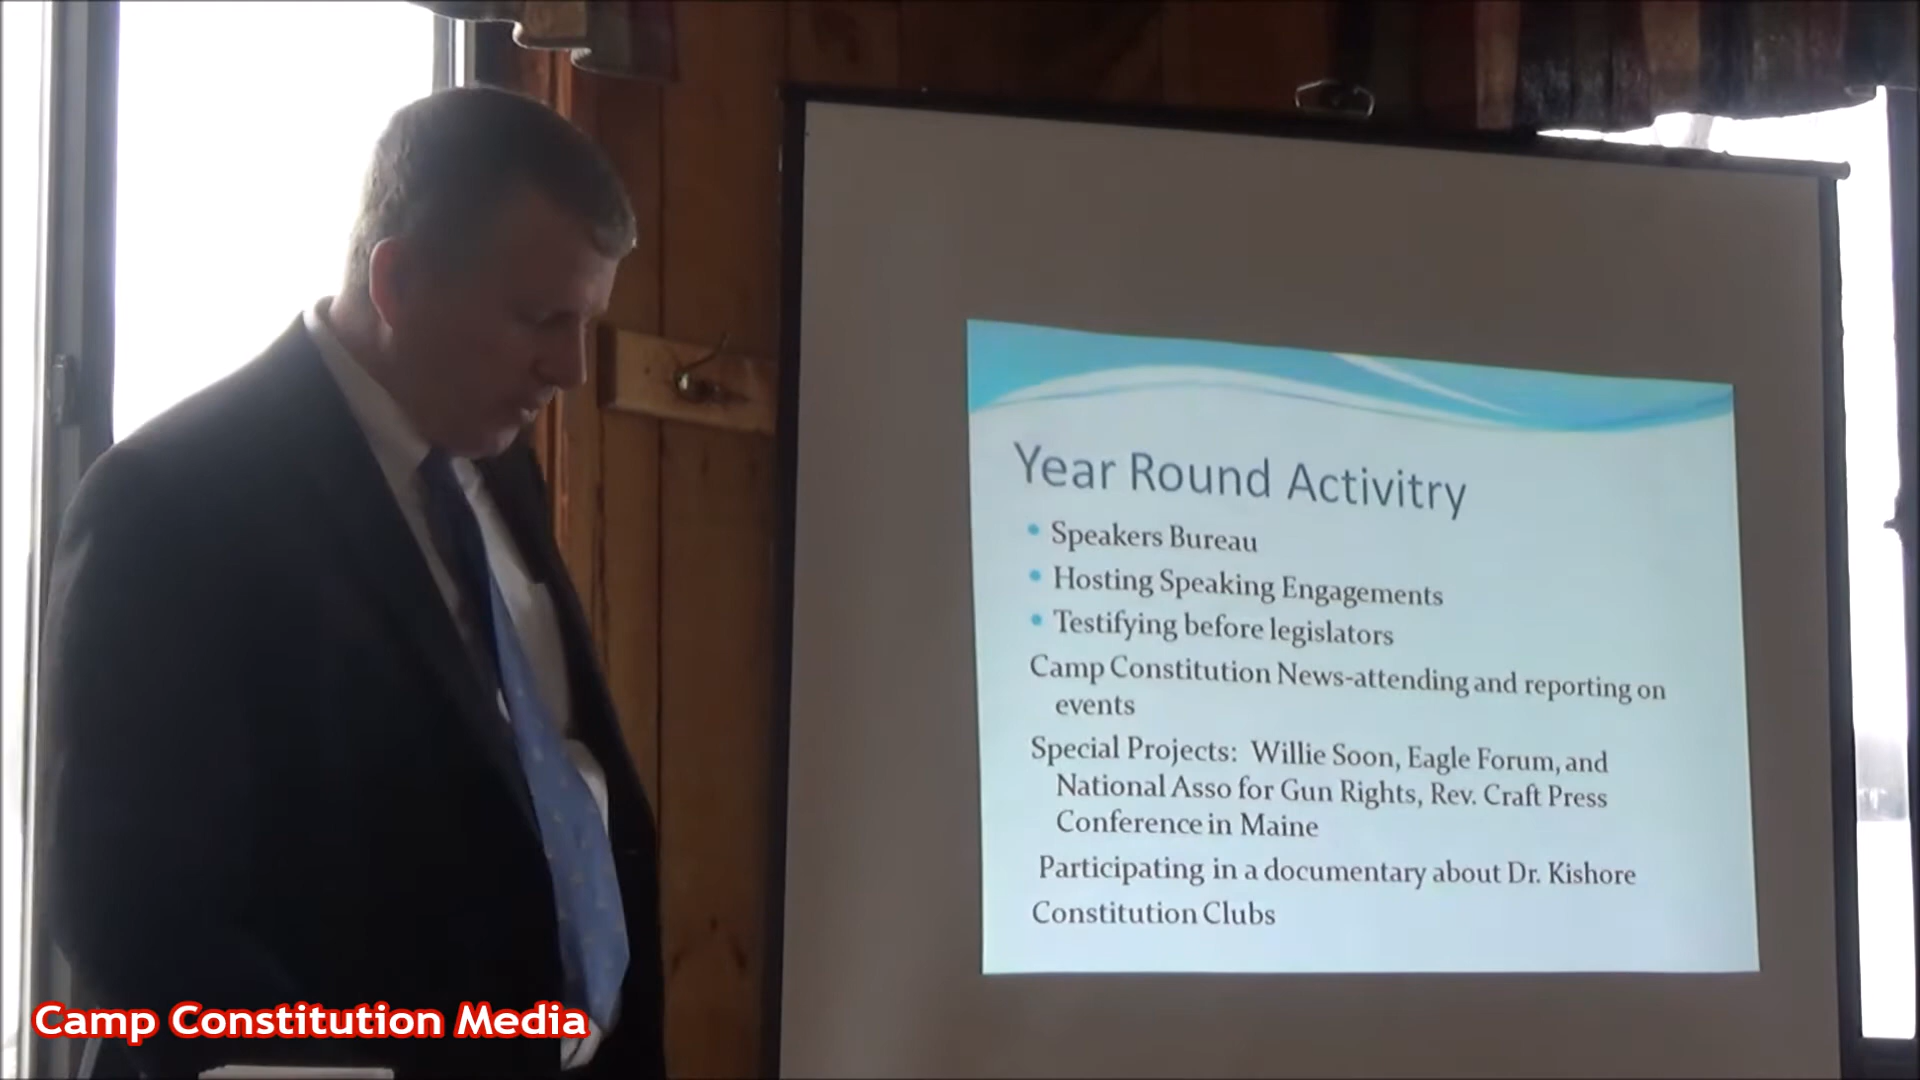 Year Round Activitry
Speakers Bureau
Hosting Speaking Engagements
Testifying before legislators
Camp Constitution News-attending and reporting on
events
Special Projects: Willie Soon, Eagle Forum, and
National Asso for Gun Rights, Rev. Craft Press
Conference in Maine
Participating in a documentary about Dr. Kishore
Constitution Clubs
Camp Constitution Media